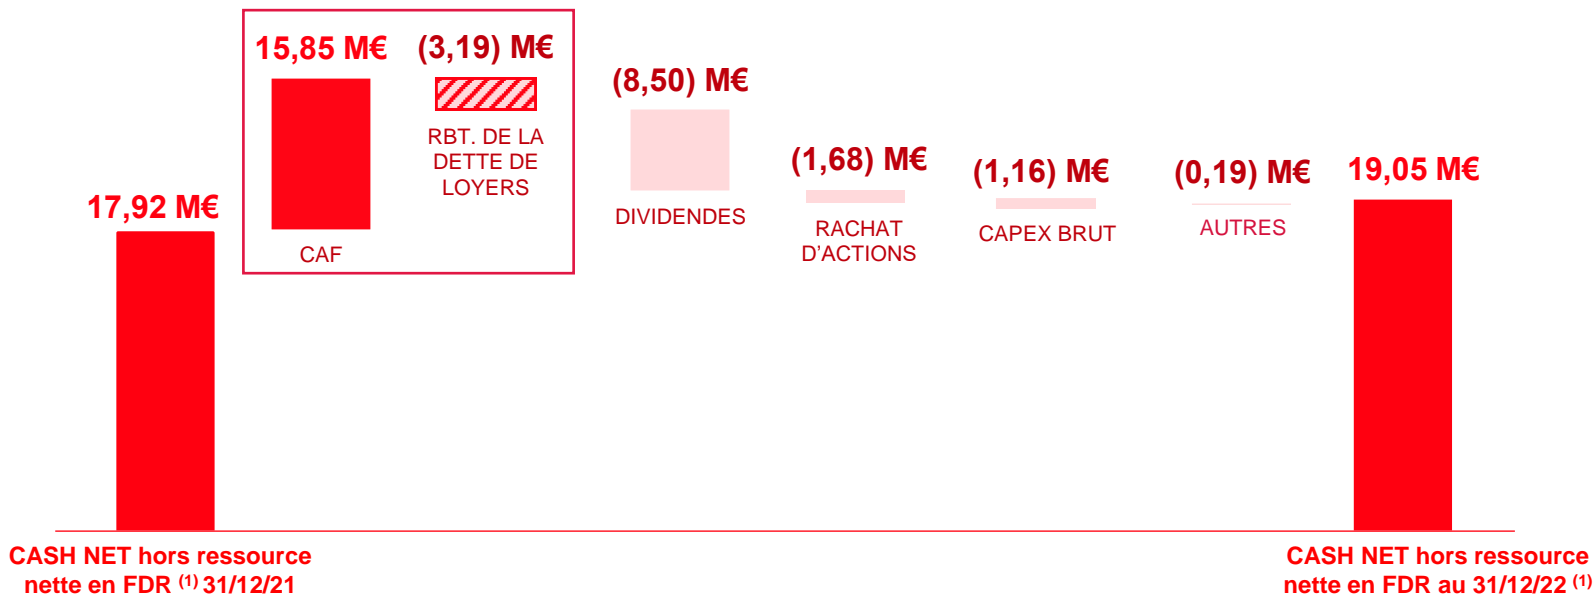 17,92 M€
15,85 M€
CAF
(3,19) M€
RBT. DE LA
DETTE DE
LOYERS
(8,50) M€
DIVIDENDES
(1,68) M€
RACHAT
D’ACTIONS
(1,16) M€
CAPEX BRUT
(0,19) M€
AUTRES
19,05 M€
CASH NET hors ressource
nette en FDR (1) 31/12/21
CASH NET hors ressource
nette en FDR au 31/12/22 (1)